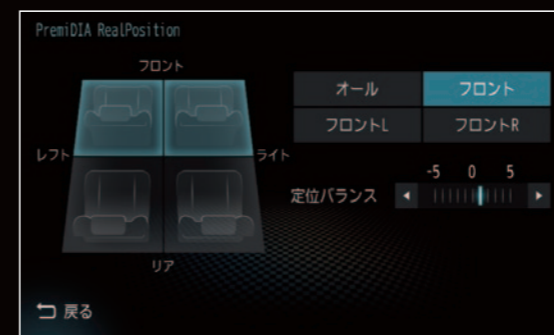 PremiDIA RealPosition
フロント
オール
フロント
フロントL
フロントR
レフト
ライト
-5 0 5
定位バランス
リア
戻る